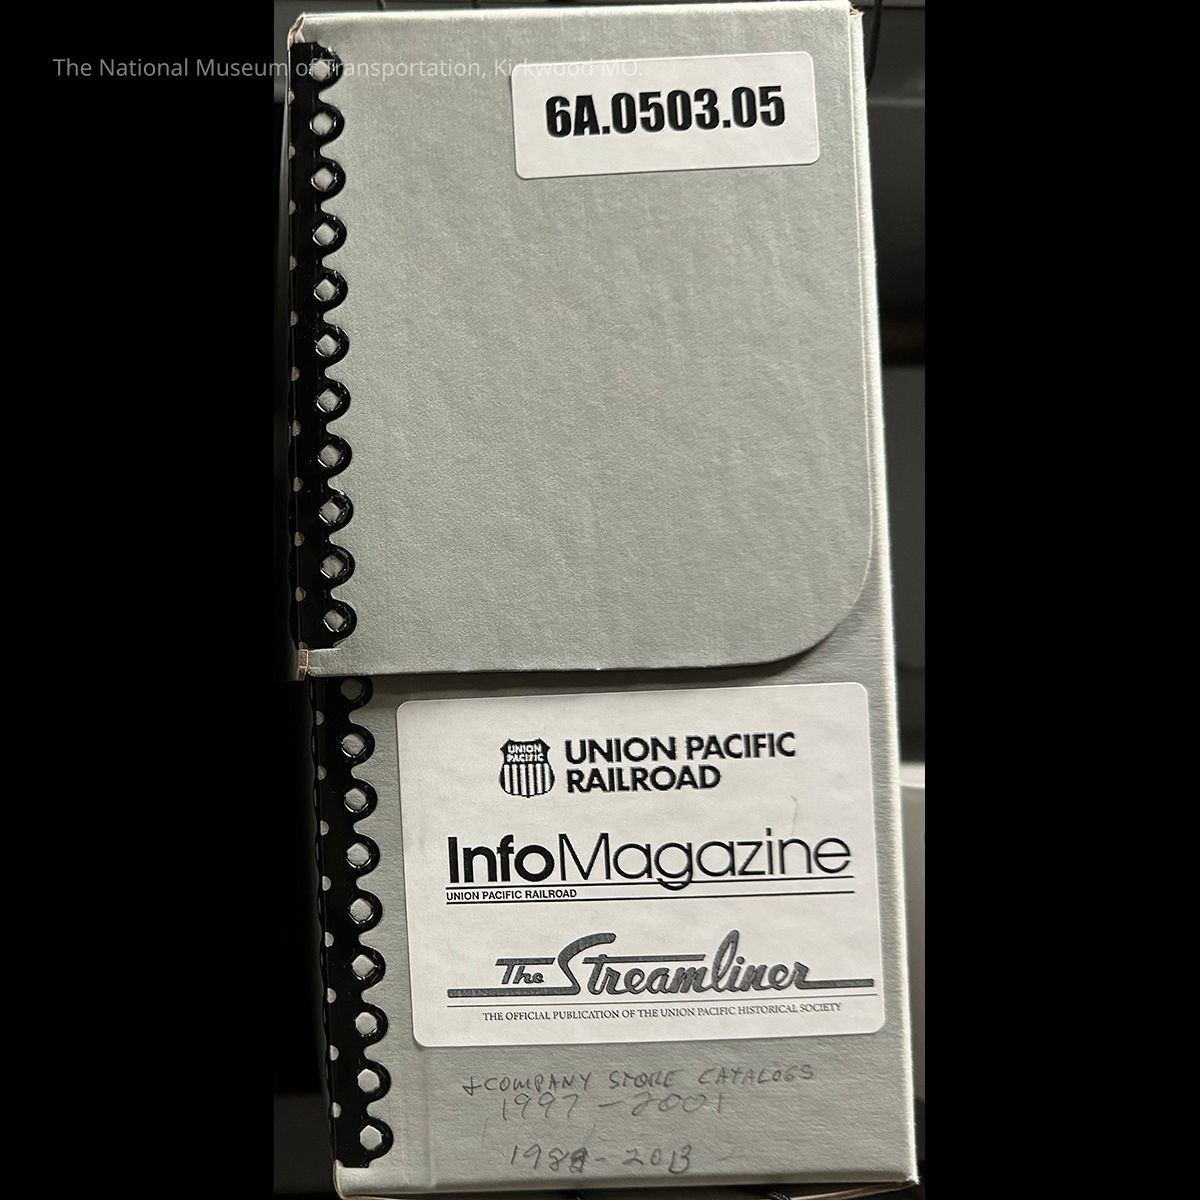 The National Museum of Transportation, Kirkwood MO.
6A.0503.05
UNION PACIFIC
UNION PACIFIC
RAILROAD
InfoMagazine
UNION PACIFIC RAILROAD
The Streamliner
THE OFFICIAL PUBLICATION OF THE UNION PACIFIC HISTORICAL SOCIETY
+COMPANY STORE CATALOGS
1997 - 2001
- 2013